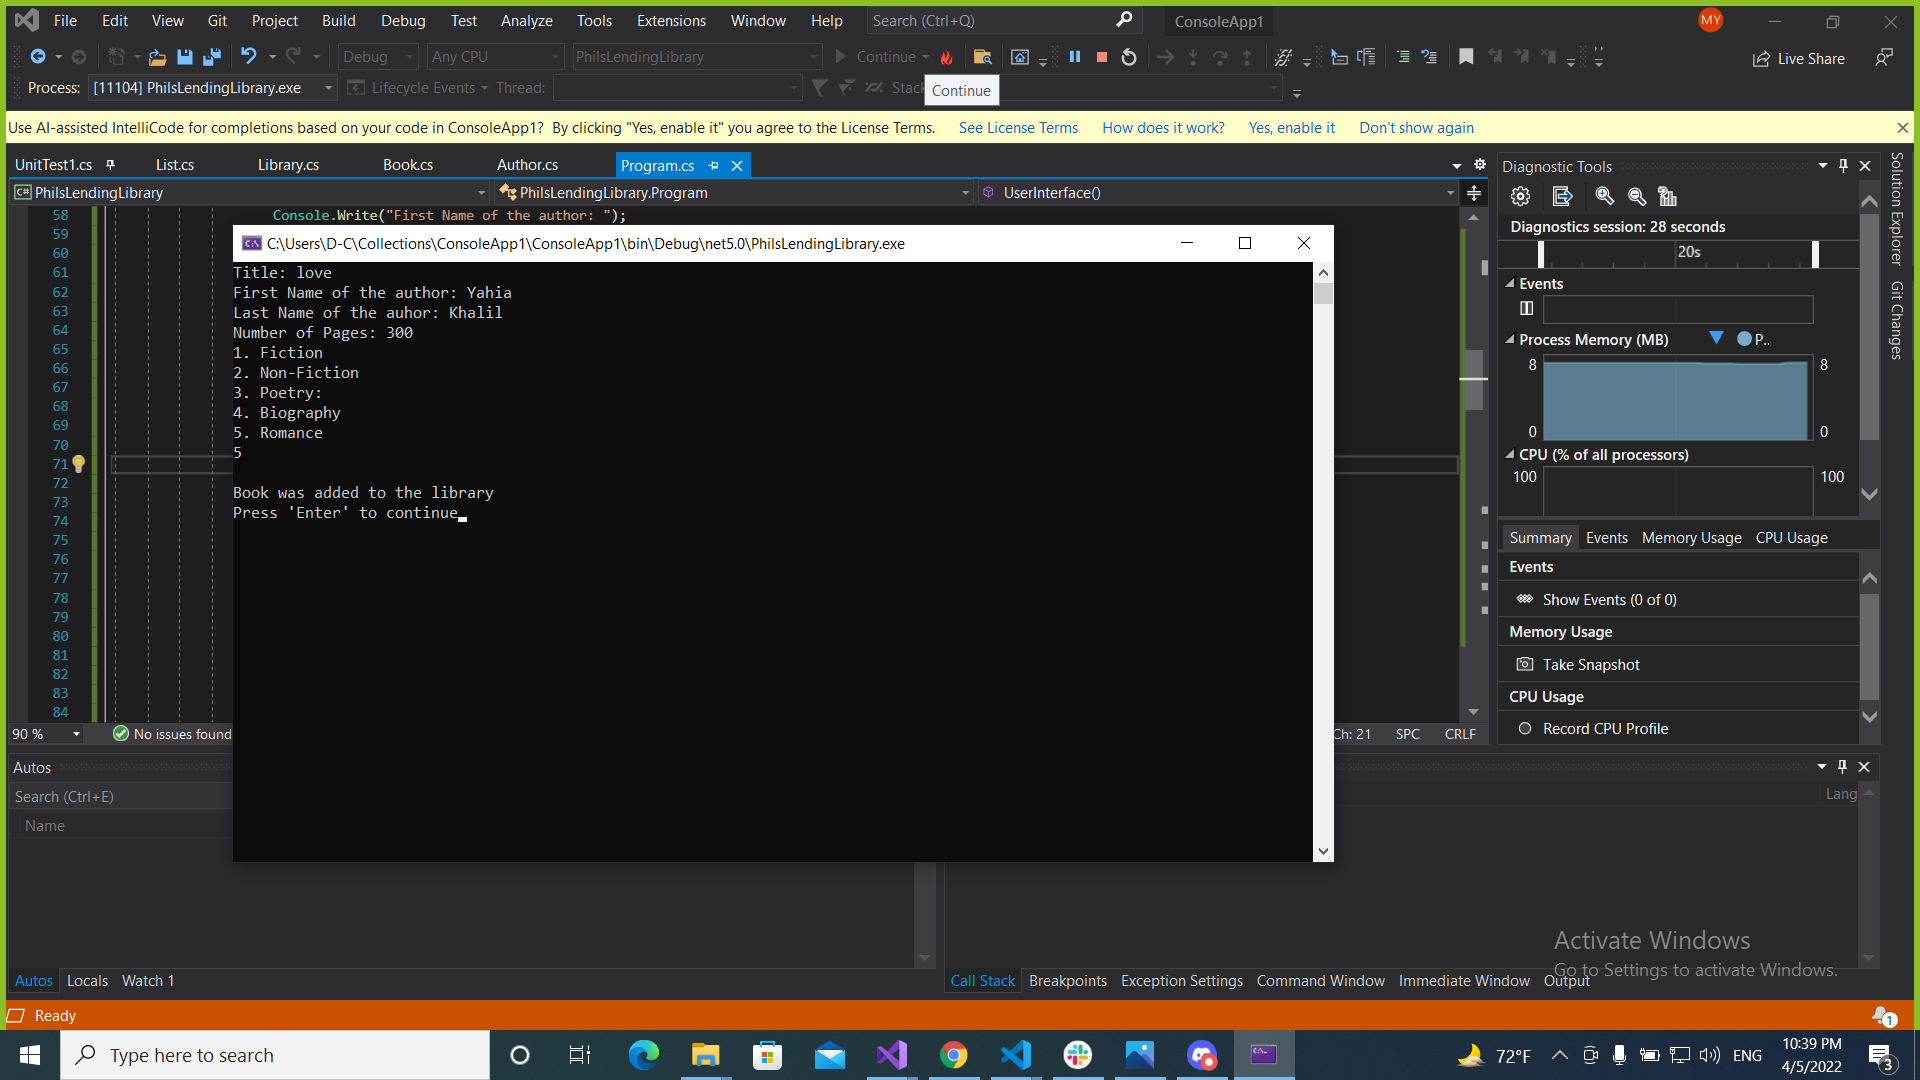 File Edit View Git Project Build Debug Test Analyze Tools Extensions Window Help Search (Ctrl+Q) ConsoleApp1 MY
Debug Any CPU PhilsLendingLibrary Continue Live Share
Process: [11104] PhilsLendingLibrary.exe Lifecycle Events Thread: Stack
Continue
Use AI-assisted IntelliCode for completions based on your code in ConsoleApp1? By clicking "Yes, enable it" you agree to the License Terms. See License Terms How does it work? Yes, enable it Don't show again
UnitTest1.cs List.cs Library.cs Book.cs Author.cs Program.cs
C# PhilsLendingLibrary PhilsLendingLibrary.Program UserInterface()
58 Console.Write("First Name of the author: ");
59
60
61
62
63
64
65
66
67
68
69
70
71
72
73
74
75
76
77
78
79
80
81
82
83
84
C:\Users\D-C\Collections\ConsoleApp1\ConsoleApp1\bin\Debug\net5.0\PhilsLendingLibrary.exe
Title: love
First Name of the author: Yahia
Last Name of the auhor: Khalil
Number of Pages: 300
1. Fiction
2. Non-Fiction
3. Poetry:
4. Biography
5. Romance
5
Book was added to the library
Press 'Enter' to continue
90 % No issues found Ch: 21 SPC CRLF
Diagnostic Tools
Diagnostics session: 28 seconds
20s
Events
Process Memory (MB) P..
8 8
0 0
CPU (% of all processors)
100 100
Summary Events Memory Usage CPU Usage
Events
Show Events (0 of 0)
Memory Usage
Take Snapshot
CPU Usage
Record CPU Profile
Solution Explorer
Git Changes
Autos
Search (Ctrl+E)
Name
Lang
Autos Locals Watch 1
Call Stack Breakpoints Exception Settings Command Window Immediate Window Output
Activate Windows
Go to Settings to activate Windows.
Ready 1
Type here to search 72°F ENG 10:39 PM
4/5/2022 3